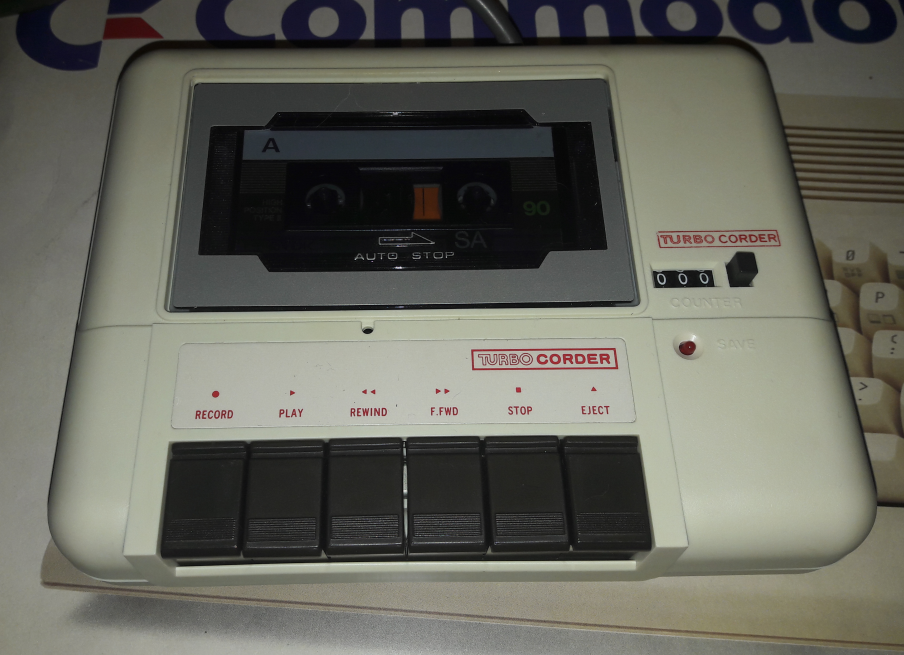 Commodo
A
90
SA
AUTO STOP
TURBO CORDER
0 0 0
COUNTER
SAVE
TURBO CORDER
RECORD
PLAY
REWIND
F.FWD
STOP
EJECT
0
P
>